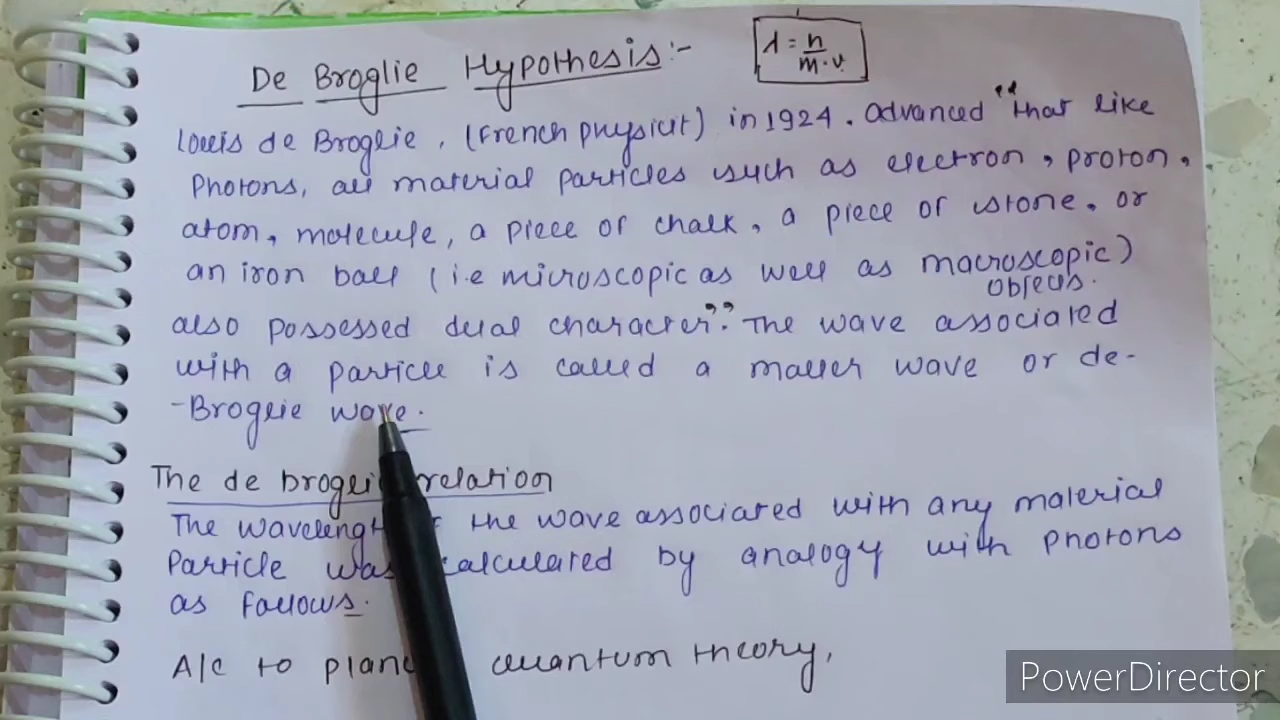 De Broglie Hypothesis :-
λ = h
m·v
Louis de Broglie, (French physicist) in 1924. advanced "that like
Photons, all material particles such as electron, proton,
atom, molecule, a piece of chalk, a piece of stone, or
an iron ball (i.e microscopic as well as macroscopic)
objects.
also possessed dual character". The wave associated
with a particle is called a matter wave or de-
-Broglie wave.
The de broglie relation
The wavelength the wave associated with any material
Particle was calculated by analogy with photons
as follows.
A/c to quantum theory,
PowerDirector